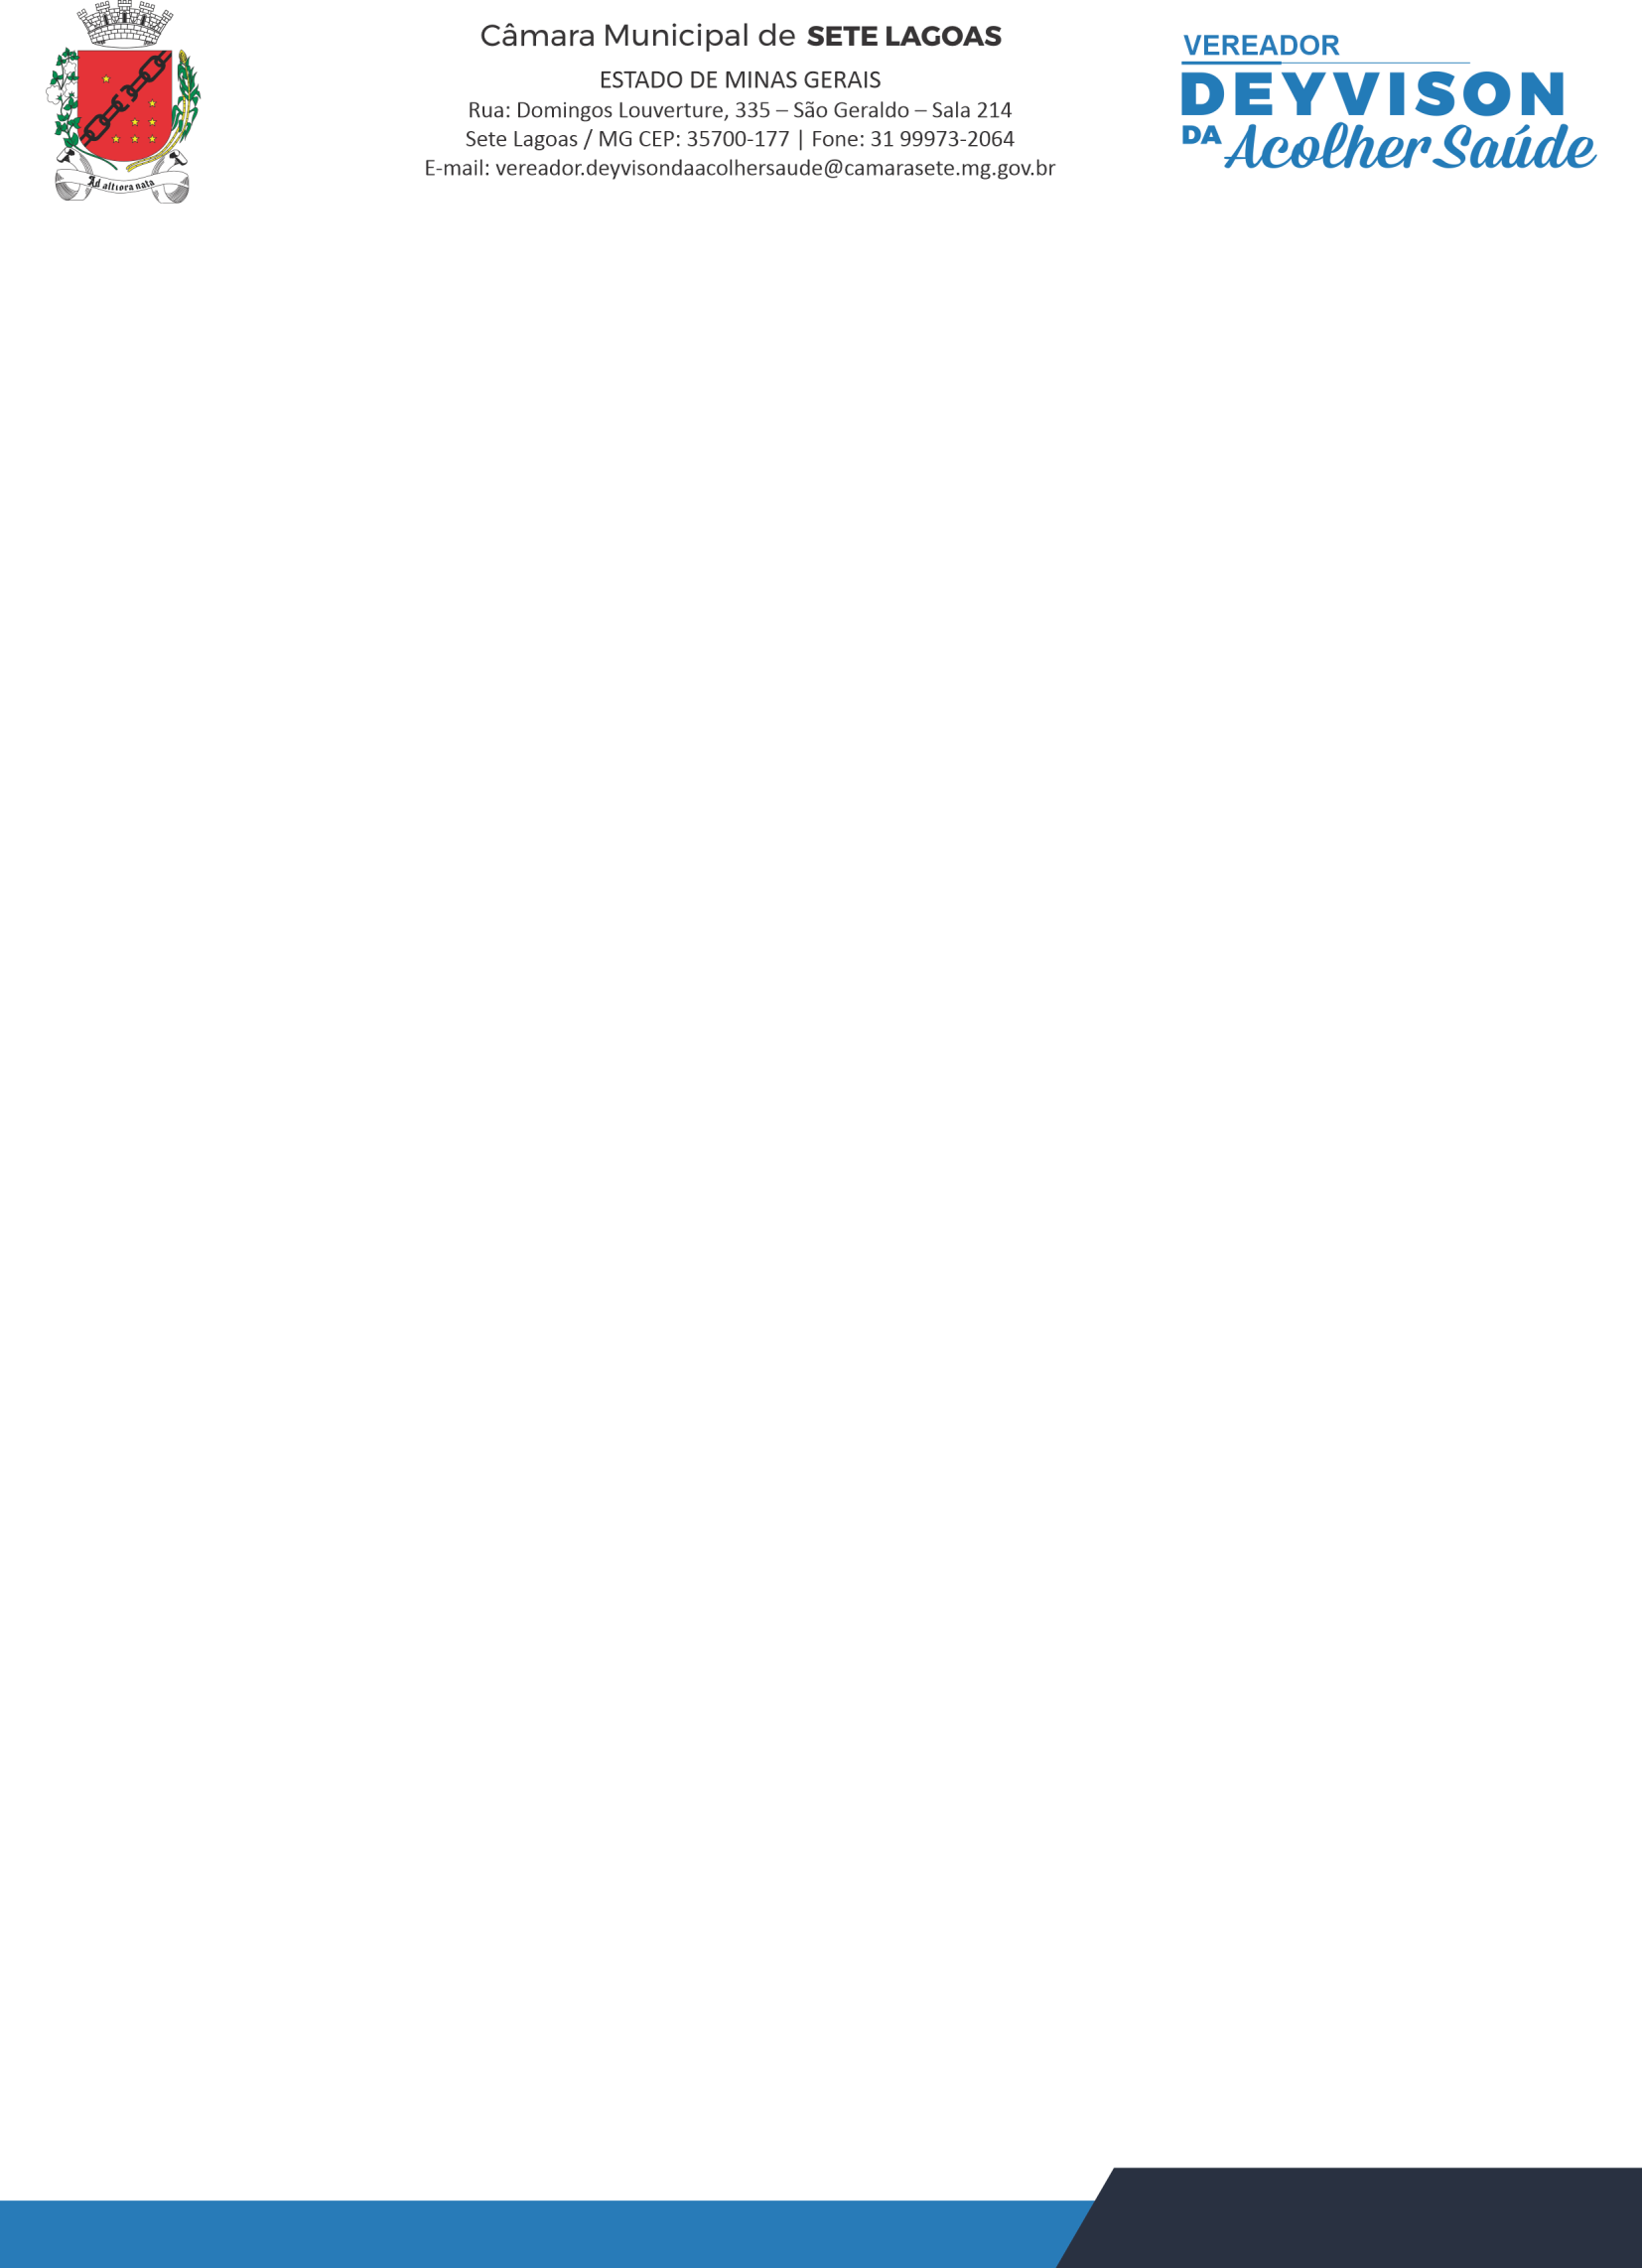 Câmara Municipal de SETE LAGOAS
ESTADO DE MINAS GERAIS
Rua: Domingos Louverture, 335 – São Geraldo – Sala 214
Sete Lagoas / MG CEP: 35700-177 | Fone: 31 99973-2064
E-mail: vereador.deyvisondaacolhersaude@camarasete.mg.gov.br
VEREADOR
DEYVISON
DA Acolher Saúde
Ad altiora nata